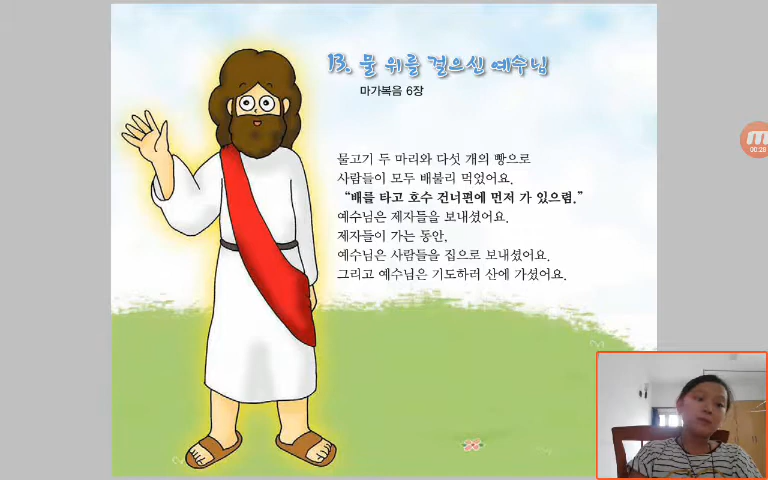 13. 물 위를 걸으신 예수님
마가복음 6장
물고기 두 마리와 다섯 개의 빵으로
사람들이 모두 배불리 먹었어요.
“배를 타고 호수 건너편에 먼저 가 있으렴.”
예수님은 제자들을 보내셨어요.
제자들이 가는 동안,
예수님은 사람들을 집으로 보내셨어요.
그리고 예수님은 기도하러 산에 가셨어요.
00:28